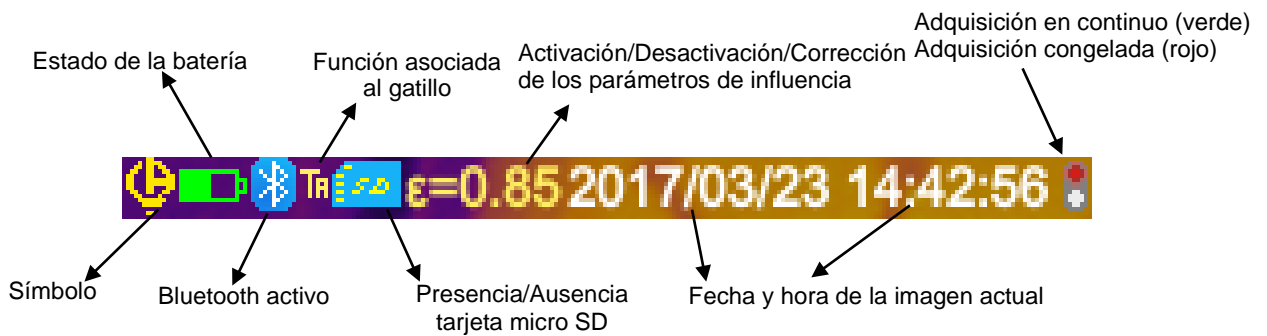 Adquisición en continuo (verde)
Adquisición congelada (rojo)
Estado de la batería
Función asociada
al gatillo
Activación/Desactivación/Corrección
de los parámetros de influencia
TA SD ε=0.85 2017/03/23 14:42:56
Símbolo
Bluetooth activo
Presencia/Ausencia
tarjeta micro SD
Fecha y hora de la imagen actual